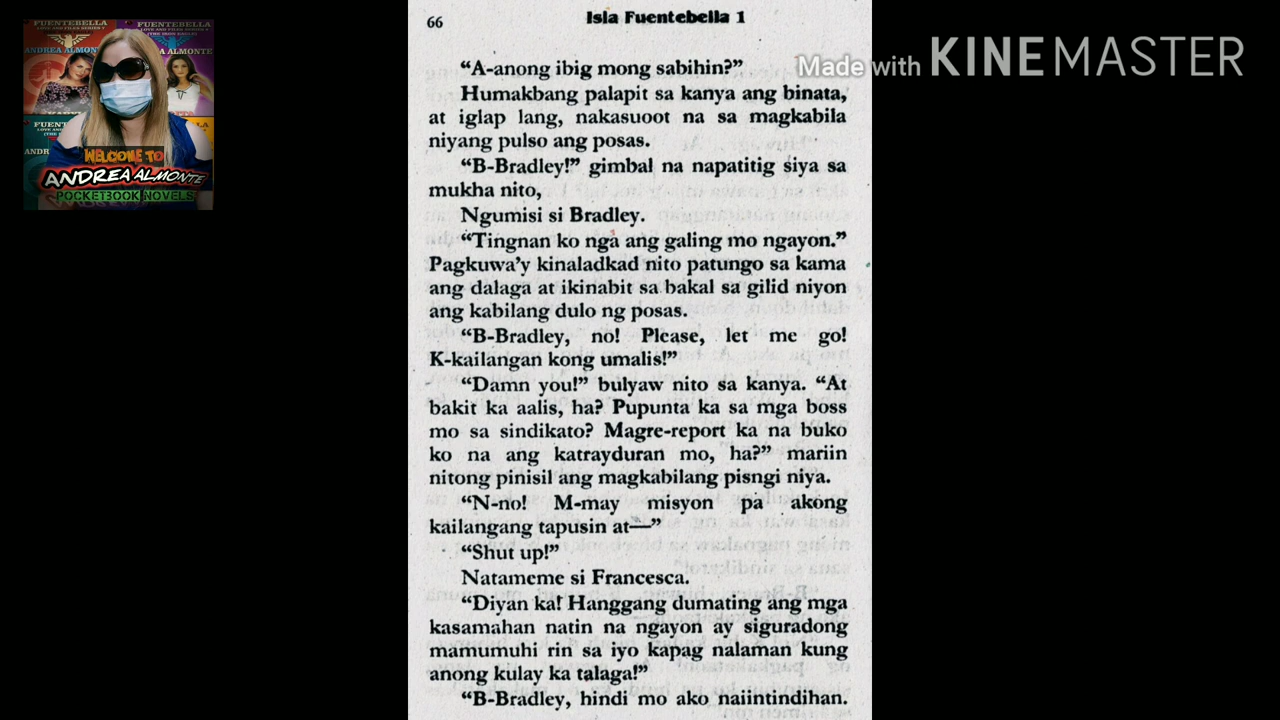 FUENTEBELLA
FUENTEBELLA
ANDREA ALMONTE
ALMONTE
FUENTE
ANDR
WELCOME TO
ANDREA ALMONTE
POCKETBOOK NOVELS
Made with KINEMASTER
66
Isla Fuentebella 1
“A-anong ibig mong sabihin?”
Humakbang palapit sa kanya ang binata,
at iglap lang, nakasuoot na sa magkabila
niyang pulso ang posas.
“B-Bradley!” gimbal na napatitig siya sa
mukha nito,
Ngumisi si Bradley.
“Tingnan ko nga ang galing mo ngayon.”
Pagkuwa’y kinaladkad nito patungo sa kama
ang dalaga at ikinabit sa bakal sa gilid niyon
ang kabilang dulo ng posas.
“B-Bradley, no! Please, let me go!
K-kailangan kong umalis!”
“Damn you!” bulyaw nito sa kanya. “At
bakit ka aalis, ha? Pupunta ka sa mga boss
mo sa sindikato? Magre-report ka na buko
ko na ang katrayduran mo, ha?” mariin
nitong pinisil ang magkabilang pisngi niya.
“N-no! M-may misyon pa akong
kailangang tapusin at—”
“Shut up!”
Natameme si Francesca.
“Diyan ka! Hanggang dumating ang mga
kasamahan natin na ngayon ay siguradong
mamumuhi rin sa iyo kapag nalaman kung
anong kulay ka talaga!”
“B-Bradley, hindi mo ako naiintindihan.